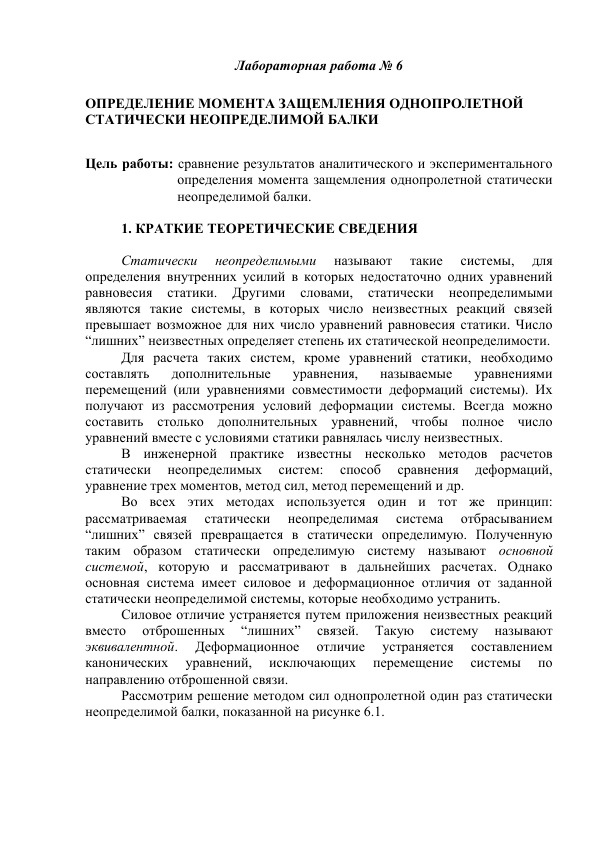 Лабораторная работа № 6
ОПРЕДЕЛЕНИЕ МОМЕНТА ЗАЩЕМЛЕНИЯ ОДНОПРОЛЕТНОЙ
СТАТИЧЕСКИ НЕОПРЕДЕЛИМОЙ БАЛКИ
Цель работы: сравнение результатов аналитического и экспериментального
определения момента защемления однопролетной статически
неопределимой балки.
1. КРАТКИЕ ТЕОРЕТИЧЕСКИЕ СВЕДЕНИЯ
Статически неопределимыми называют такие системы, для
определения внутренних усилий в которых недостаточно одних уравнений
равновесия статики. Другими словами, статически неопределимыми
являются такие системы, в которых число неизвестных реакций связей
превышает возможное для них число уравнений равновесия статики. Число
“лишних” неизвестных определяет степень их статической неопределимости.
Для расчета таких систем, кроме уравнений статики, необходимо
составлять дополнительные уравнения, называемые уравнениями
перемещений (или уравнениями совместимости деформаций системы). Их
получают из рассмотрения условий деформации системы. Всегда можно
составить столько дополнительных уравнений, чтобы полное число
уравнений вместе с условиями статики равнялась числу неизвестных.
В инженерной практике известны несколько методов расчетов
статически неопределимых систем: способ сравнения деформаций,
уравнение трех моментов, метод сил, метод перемещений и др.
Во всех этих методах используется один и тот же принцип:
рассматриваемая статически неопределимая система отбрасыванием
“лишних” связей превращается в статически определимую. Полученную
таким образом статически определимую систему называют основной
системой, которую и рассматривают в дальнейших расчетах. Однако
основная система имеет силовое и деформационное отличия от заданной
статически неопределимой системы, которые необходимо устранить.
Силовое отличие устраняется путем приложения неизвестных реакций
вместо отброшенных “лишних” связей. Такую систему называют
эквивалентной. Деформационное отличие устраняется составлением
канонических уравнений, исключающих перемещение системы по
направлению отброшенной связи.
Рассмотрим решение методом сил однопролетной один раз статически
неопределимой балки, показанной на рисунке 6.1.